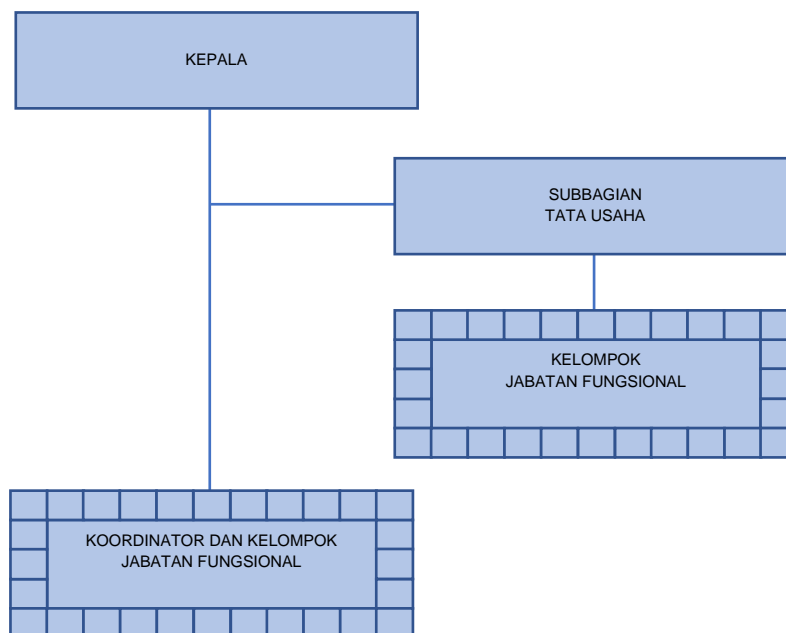 KEPALA
SUBBAGIAN
TATA USAHA
KELOMPOK
JABATAN FUNGSIONAL
KOORDINATOR DAN KELOMPOK
JABATAN FUNGSIONAL